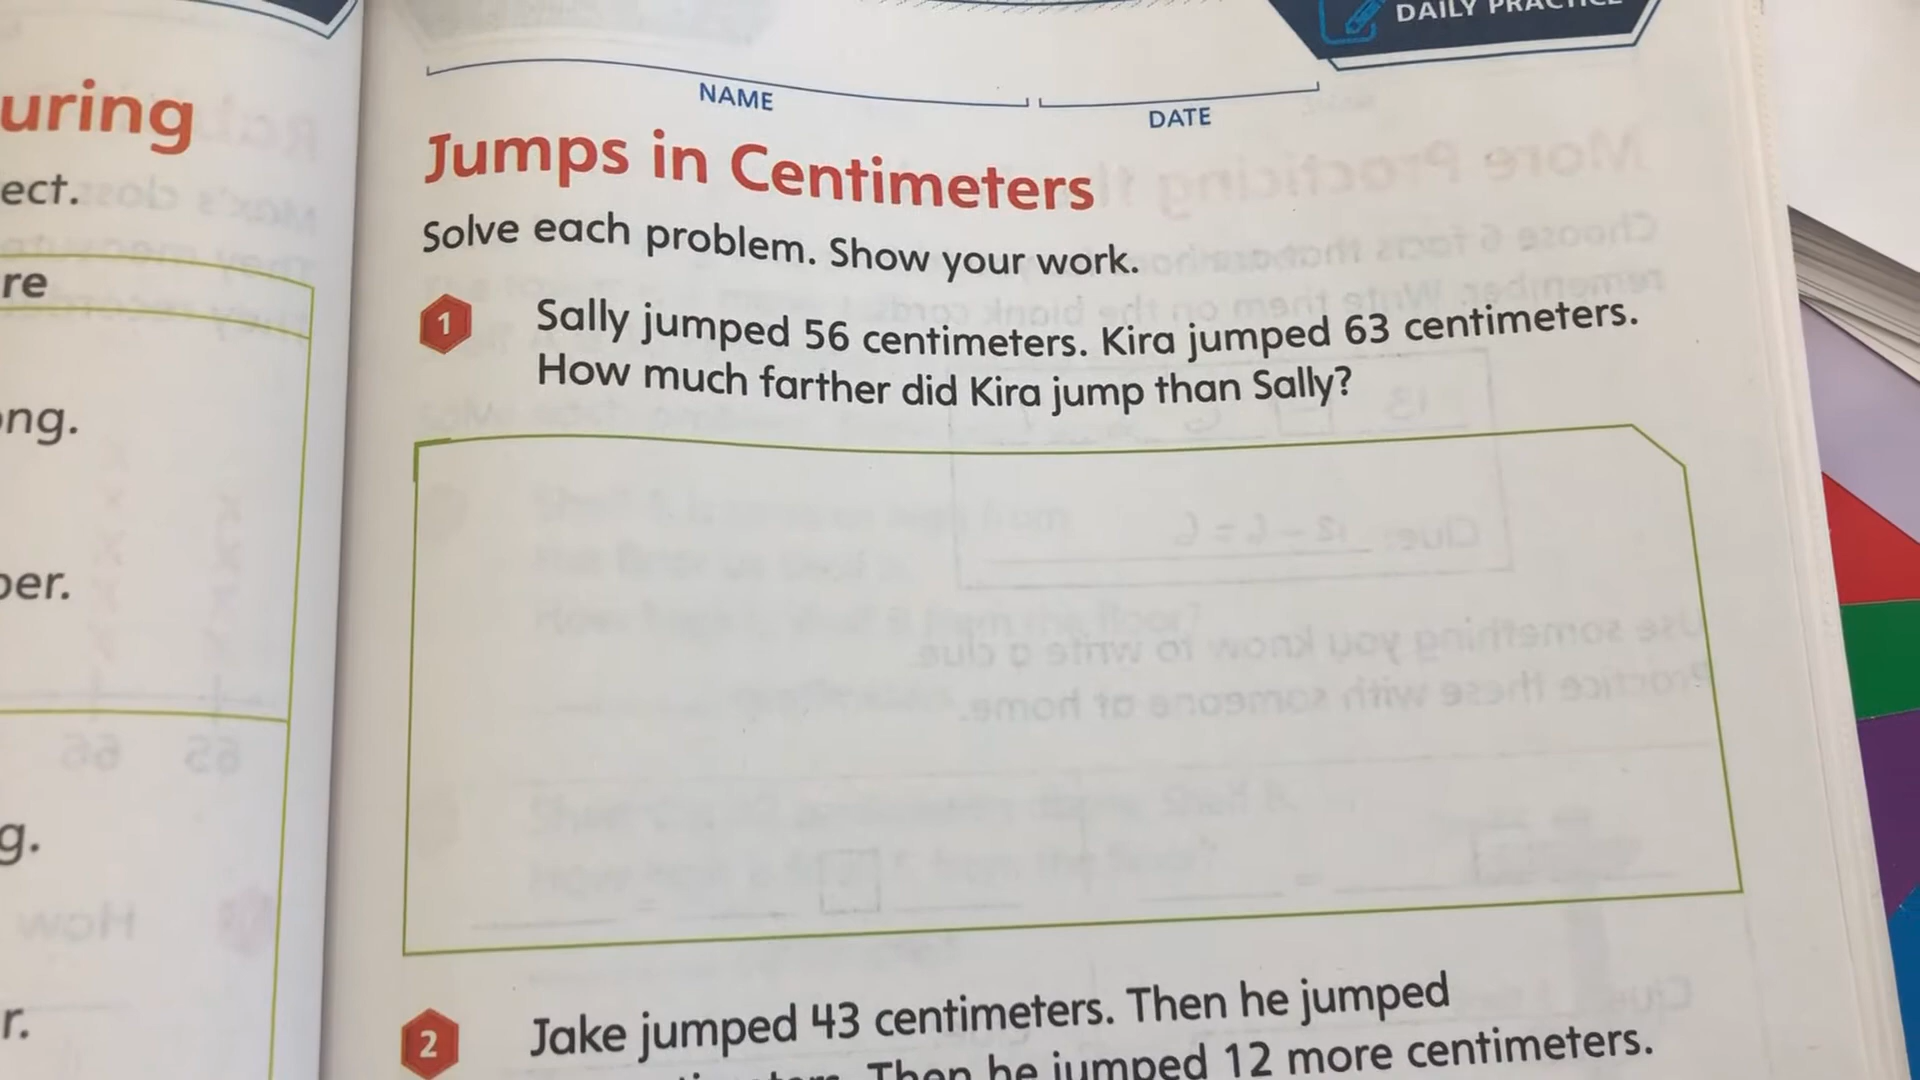 uring
ect.
re
ong.
per.
g.
r.
DAILY PRACTICE
NAME
DATE
Jumps in Centimeters
Solve each problem. Show your work.
1 Sally jumped 56 centimeters. Kira jumped 63 centimeters.
How much farther did Kira jump than Sally?
2 Jake jumped 43 centimeters. Then he jumped
Then he jumped 12 more centimeters.